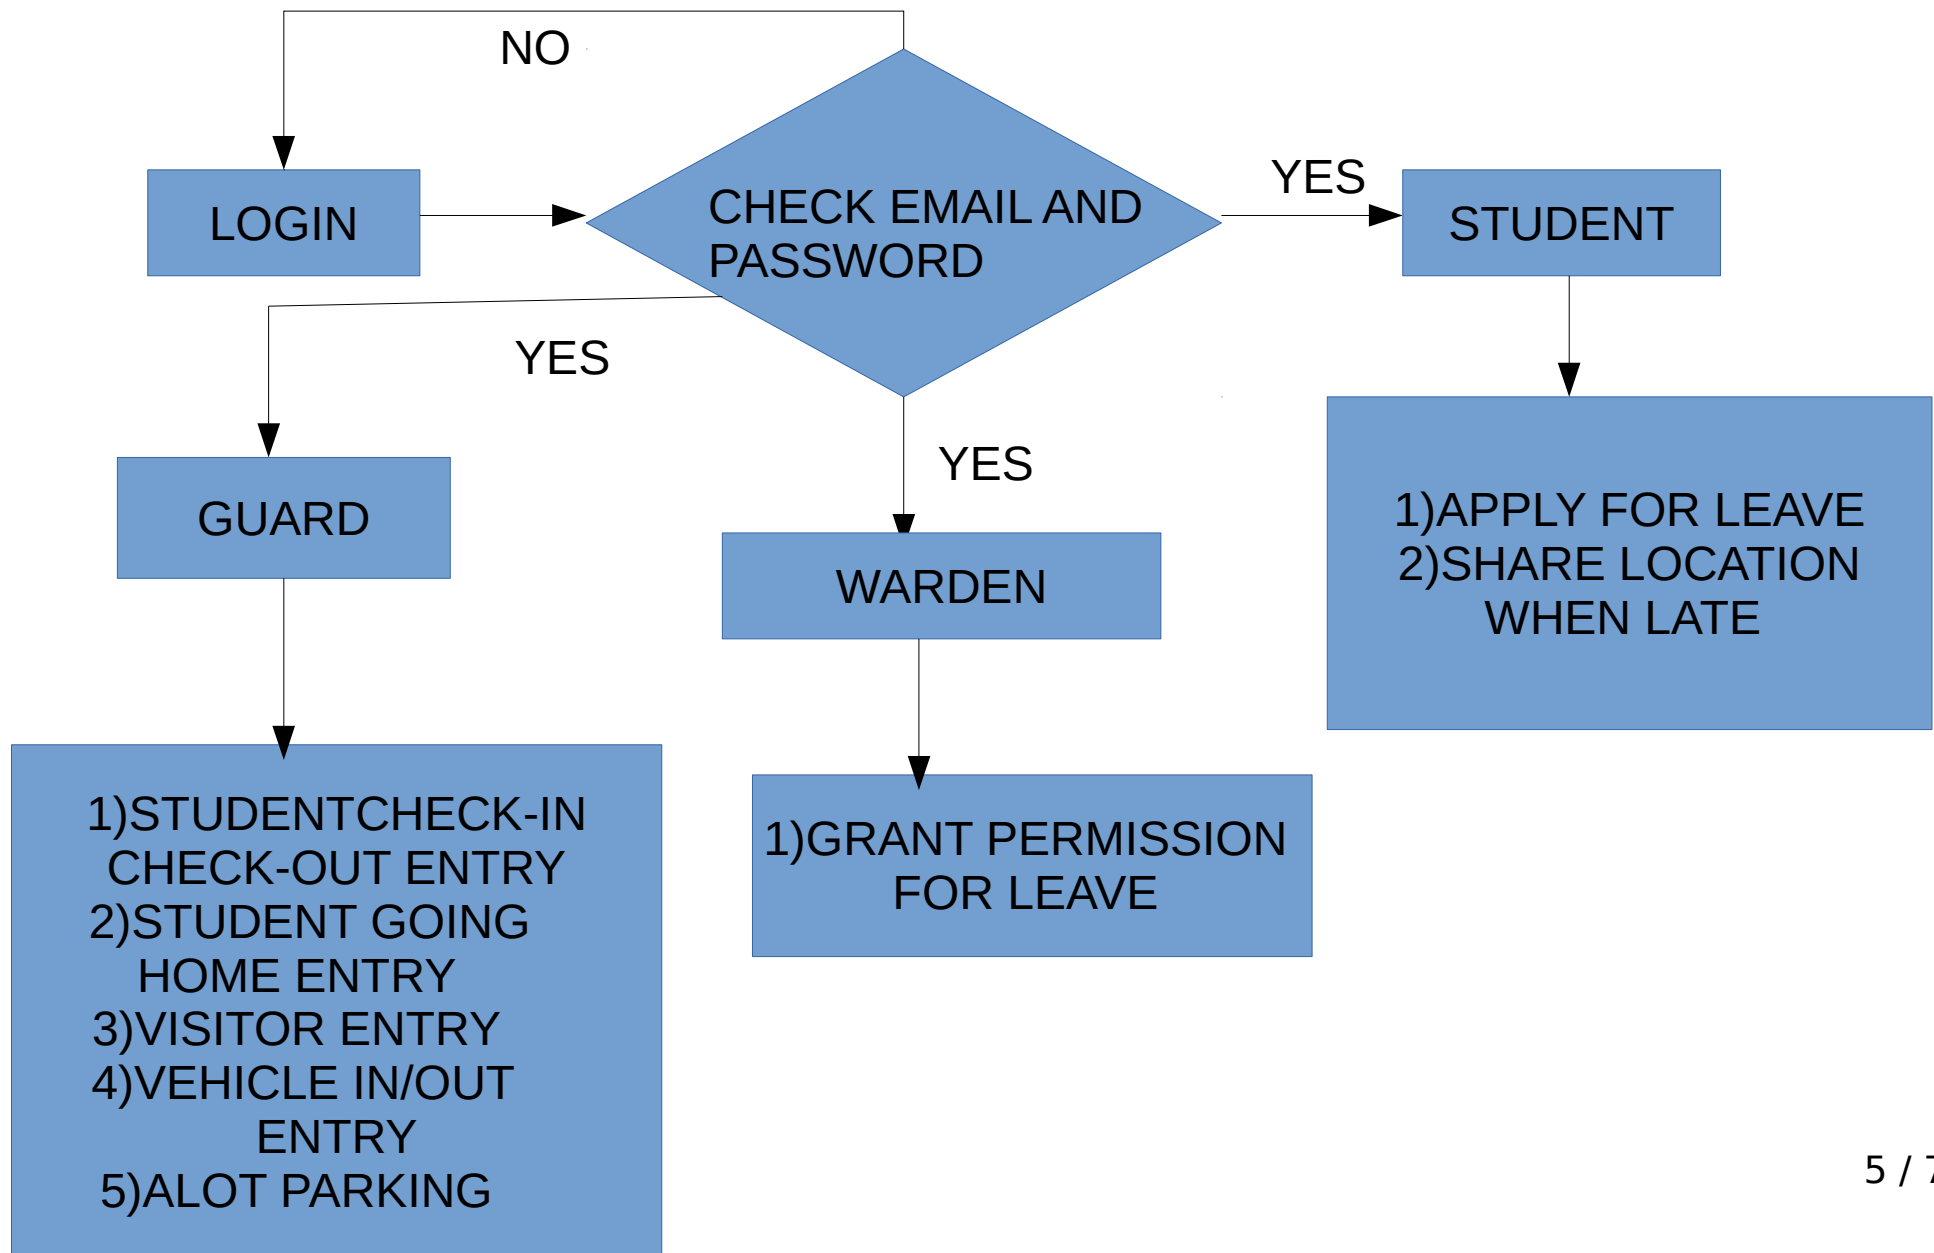 NO
YES
LOGIN
CHECK EMAIL AND
PASSWORD
STUDENT
YES
YES
GUARD
WARDEN
1)APPLY FOR LEAVE
2)SHARE LOCATION
WHEN LATE
1)STUDENTCHECK-IN
CHECK-OUT ENTRY
2)STUDENT GOING
HOME ENTRY
3)VISITOR ENTRY
4)VEHICLE IN/OUT
ENTRY
5)ALOT PARKING
1)GRANT PERMISSION
FOR LEAVE
5 / 7